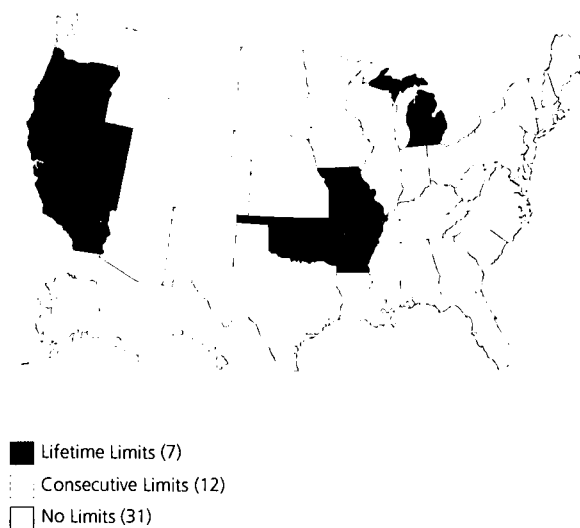 Lifetime Limits (7)
Consecutive Limits (12)
No Limits (31)